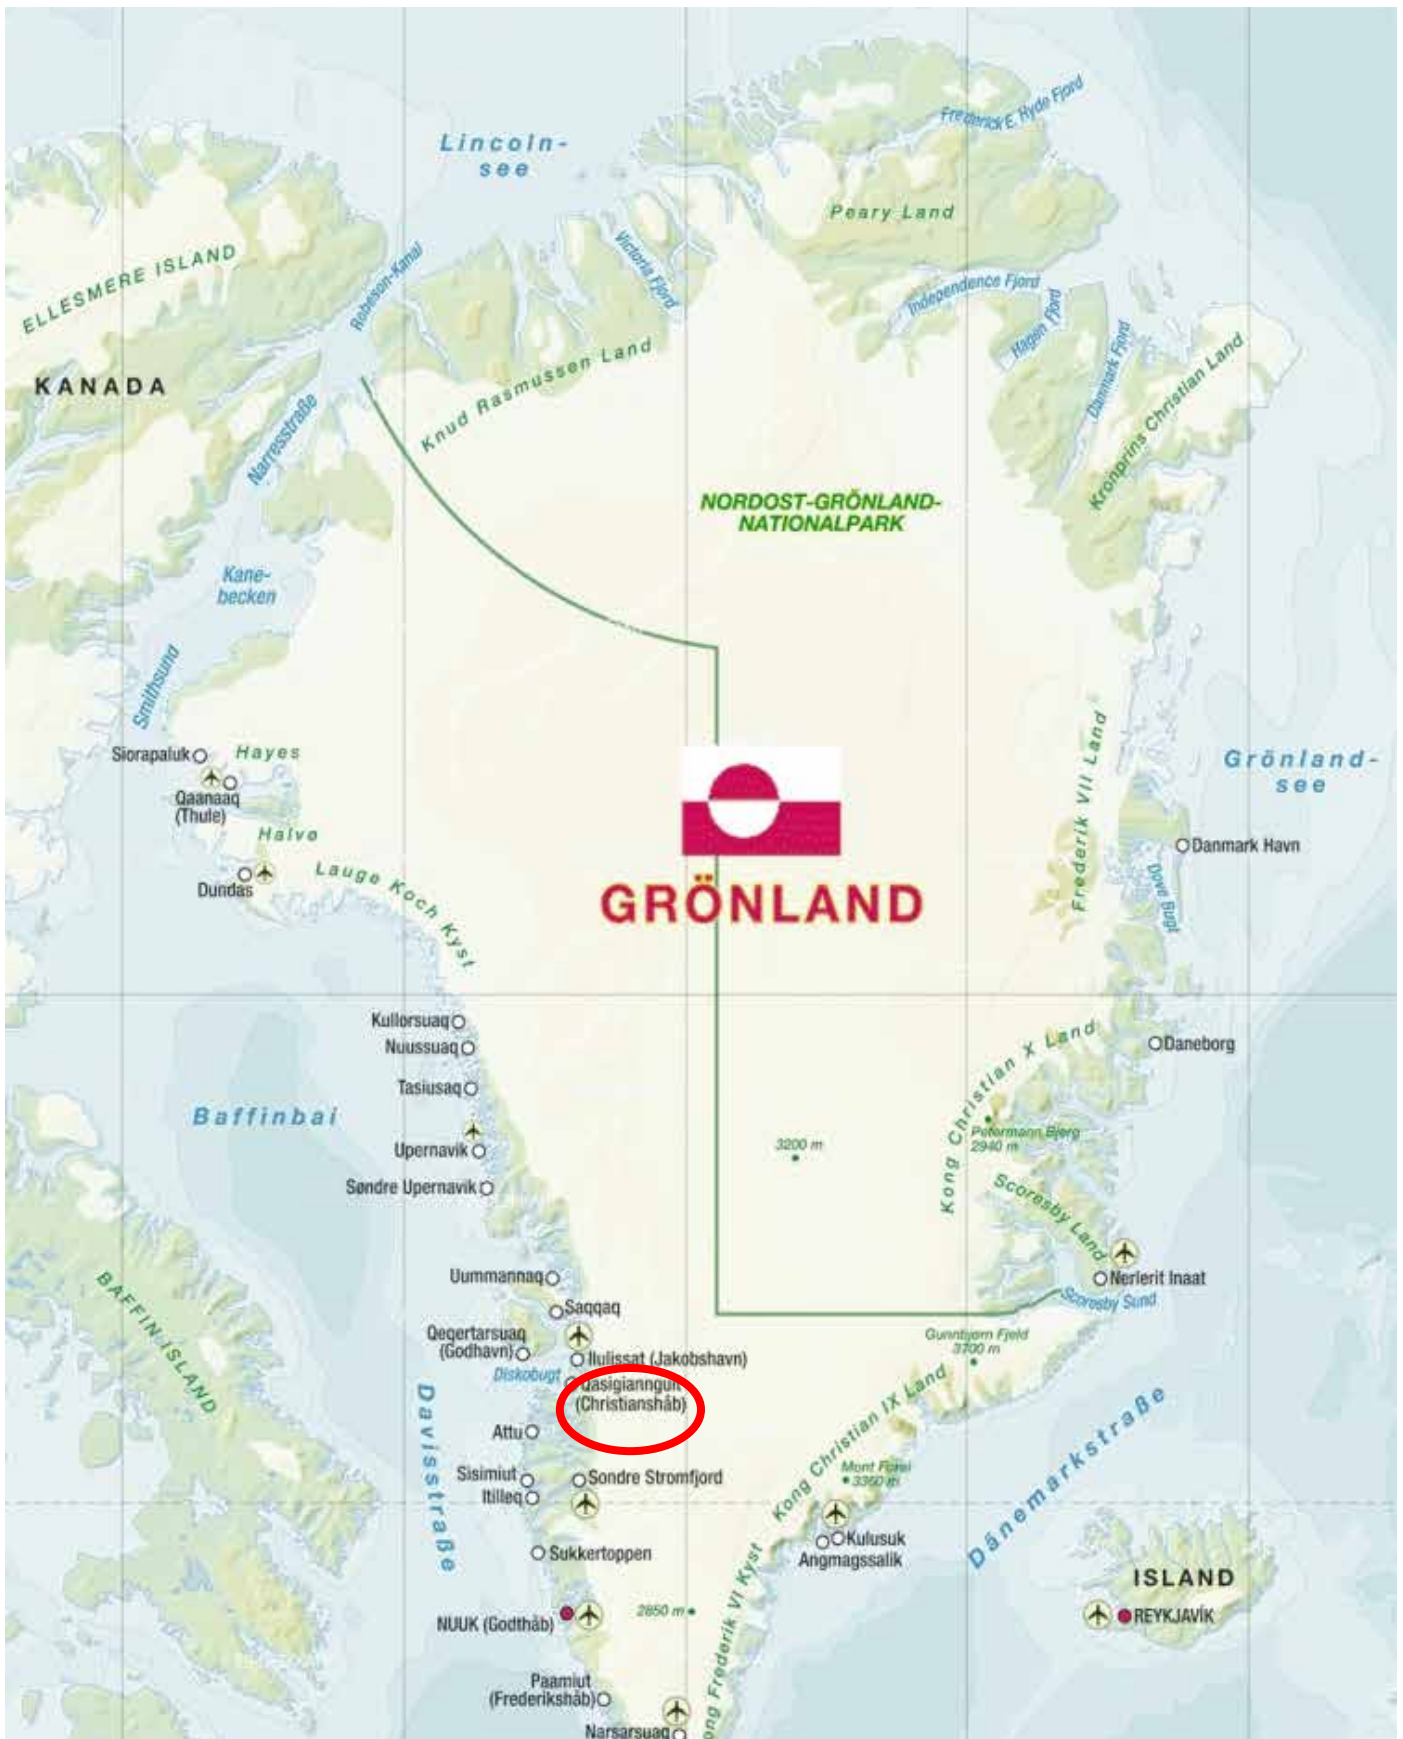 Lincoln-
see
Frederick E. Hyde Fjord
Peary Land
ELLESMERE ISLAND
Robeson-Kanal
Victoria Fjord
Independence Fjord
Hagen Fjord
Danmark Fjord
Kronprins Christian Land
Knud Rasmussen Land
KANADA
Narresstraße
NORDOST-GRÖNLAND-
NATIONALPARK
Kane-
becken
Smithsund
Siorapaluk
Hayes
Qaanaaq
(Thule)
Halvø
Dundas
Lauge Koch Kyst
Frederik VII Land
Grönland-
see
Danmark Havn
Dove Bugt
GRÖNLAND
Kullorsuaq
Nuussuaq
Tasiusaq
Baffinbai
Upernavik
Søndre Upernavik
Kong Christian X Land
Daneborg
Petermann Bjerg
2940 m
3200 m
Scoresby Land
Nerlerit Inaat
Scoresby Sund
Uummannaq
Saqqaq
Qeqertarsuaq
(Godhavn)
Ilulissat (Jakobshavn)
Diskobugt
Qasigiannguit
(Christianshåb)
Gunnbjørn Fjeld
3700 m
BAFFIN ISLAND
Davisstraße
Attu
Kong Christian IX Land
Dänemarkstraße
Sisimiut
Sondre Stromfjord
Itilleq
Mont Forel
3360 m
Kulusuk
Angmagssalik
Sukkertoppen
ISLAND
REYKJAVÍK
NUUK (Godthåb)
2850 m
ong Frederik VI Kyst
Paamiut
(Frederikshåb)
Narsarsuaq